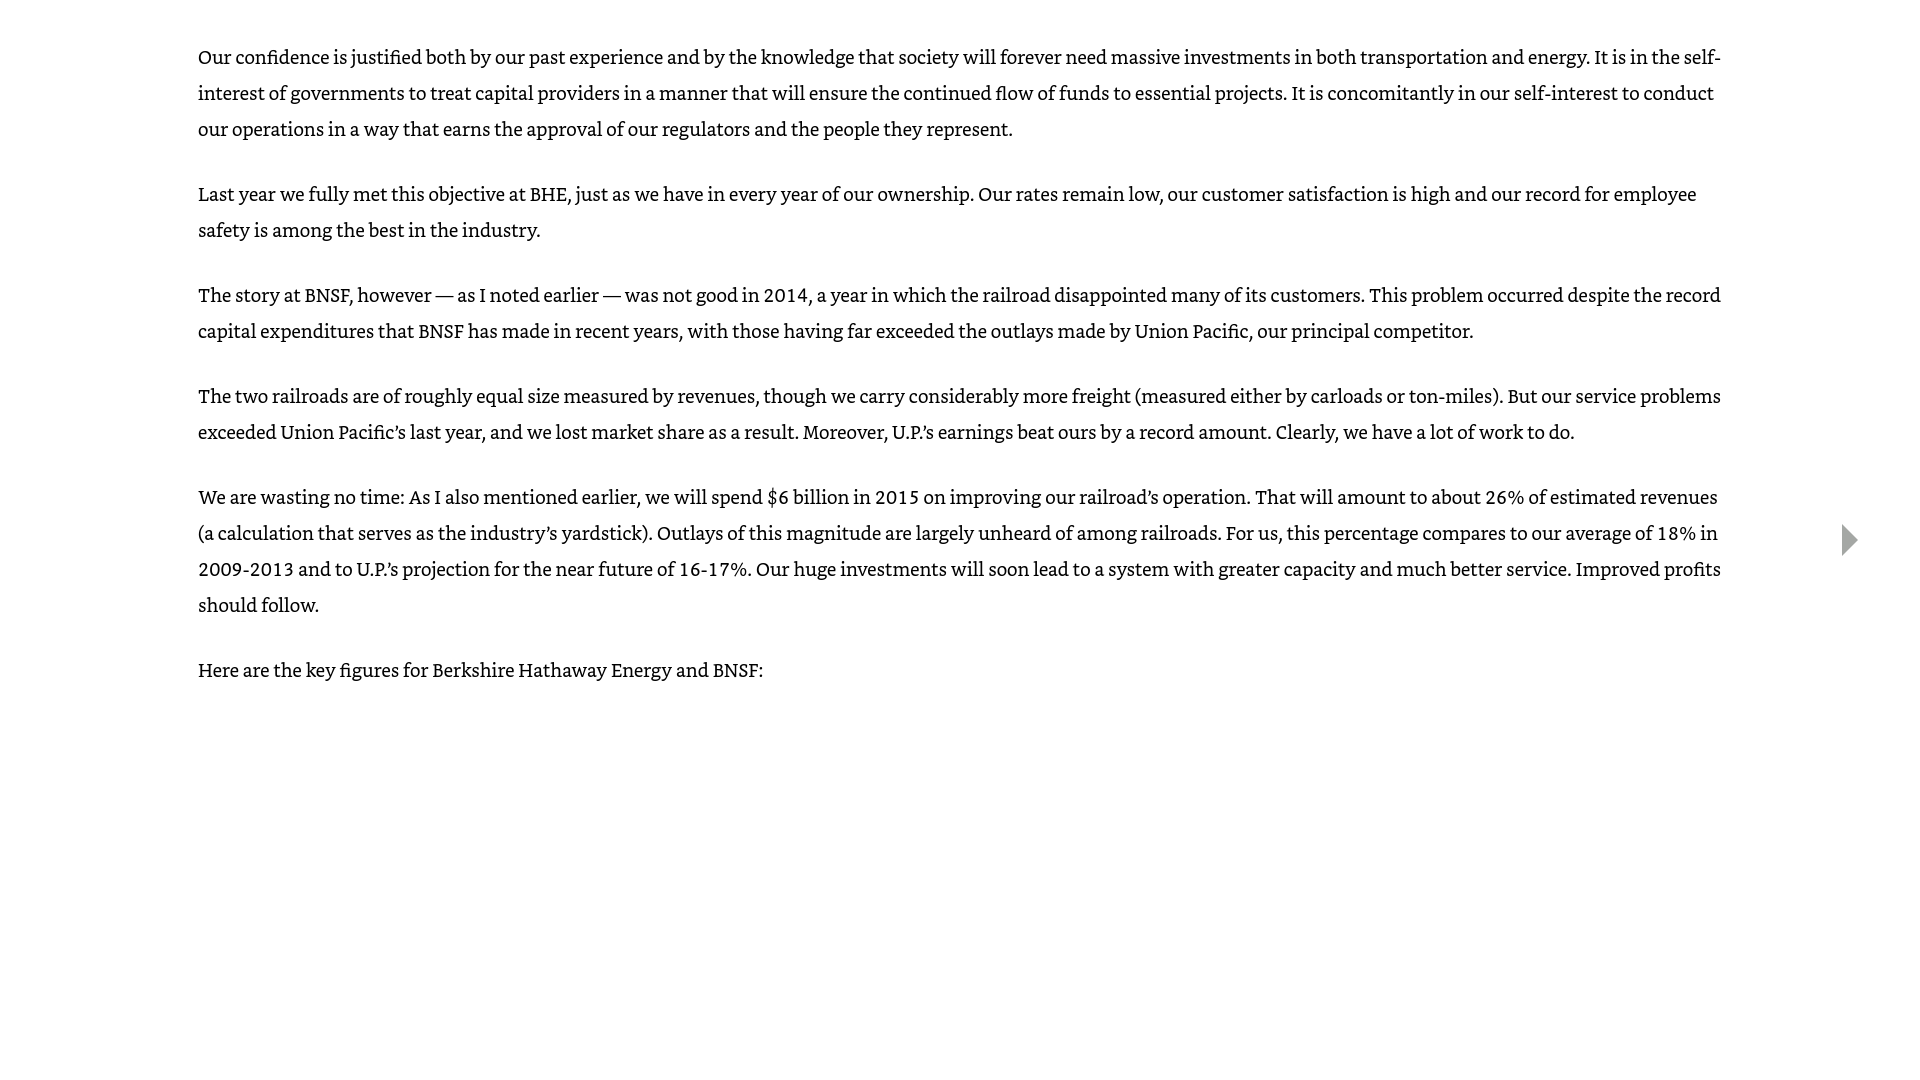 Our confidence is justified both by our past experience and by the knowledge that society will forever need massive investments in both transportation and energy. It is in the self-
interest of governments to treat capital providers in a manner that will ensure the continued flow of funds to essential projects. It is concomitantly in our self-interest to conduct
our operations in a way that earns the approval of our regulators and the people they represent.
Last year we fully met this objective at BHE, just as we have in every year of our ownership. Our rates remain low, our customer satisfaction is high and our record for employee
safety is among the best in the industry.
The story at BNSF, however — as I noted earlier — was not good in 2014, a year in which the railroad disappointed many of its customers. This problem occurred despite the record
capital expenditures that BNSF has made in recent years, with those having far exceeded the outlays made by Union Pacific, our principal competitor.
The two railroads are of roughly equal size measured by revenues, though we carry considerably more freight (measured either by carloads or ton-miles). But our service problems
exceeded Union Pacific’s last year, and we lost market share as a result. Moreover, U.P.’s earnings beat ours by a record amount. Clearly, we have a lot of work to do.
We are wasting no time: As I also mentioned earlier, we will spend $6 billion in 2015 on improving our railroad’s operation. That will amount to about 26% of estimated revenues
(a calculation that serves as the industry’s yardstick). Outlays of this magnitude are largely unheard of among railroads. For us, this percentage compares to our average of 18% in
2009-2013 and to U.P.’s projection for the near future of 16-17%. Our huge investments will soon lead to a system with greater capacity and much better service. Improved profits
should follow.
Here are the key figures for Berkshire Hathaway Energy and BNSF: